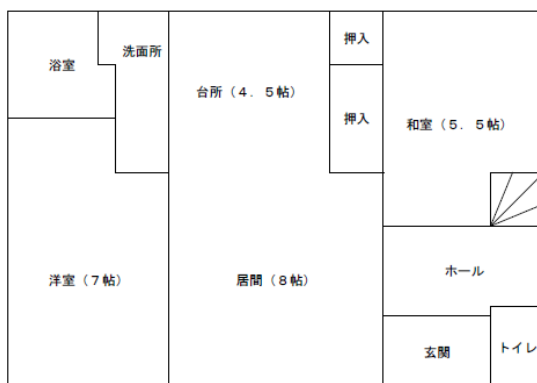 押入
洗面所
浴室
台所（４．５帖）
押入
和室（５．５帖）
ホール
洋室（７帖）
居間（８帖）
玄関
トイレ